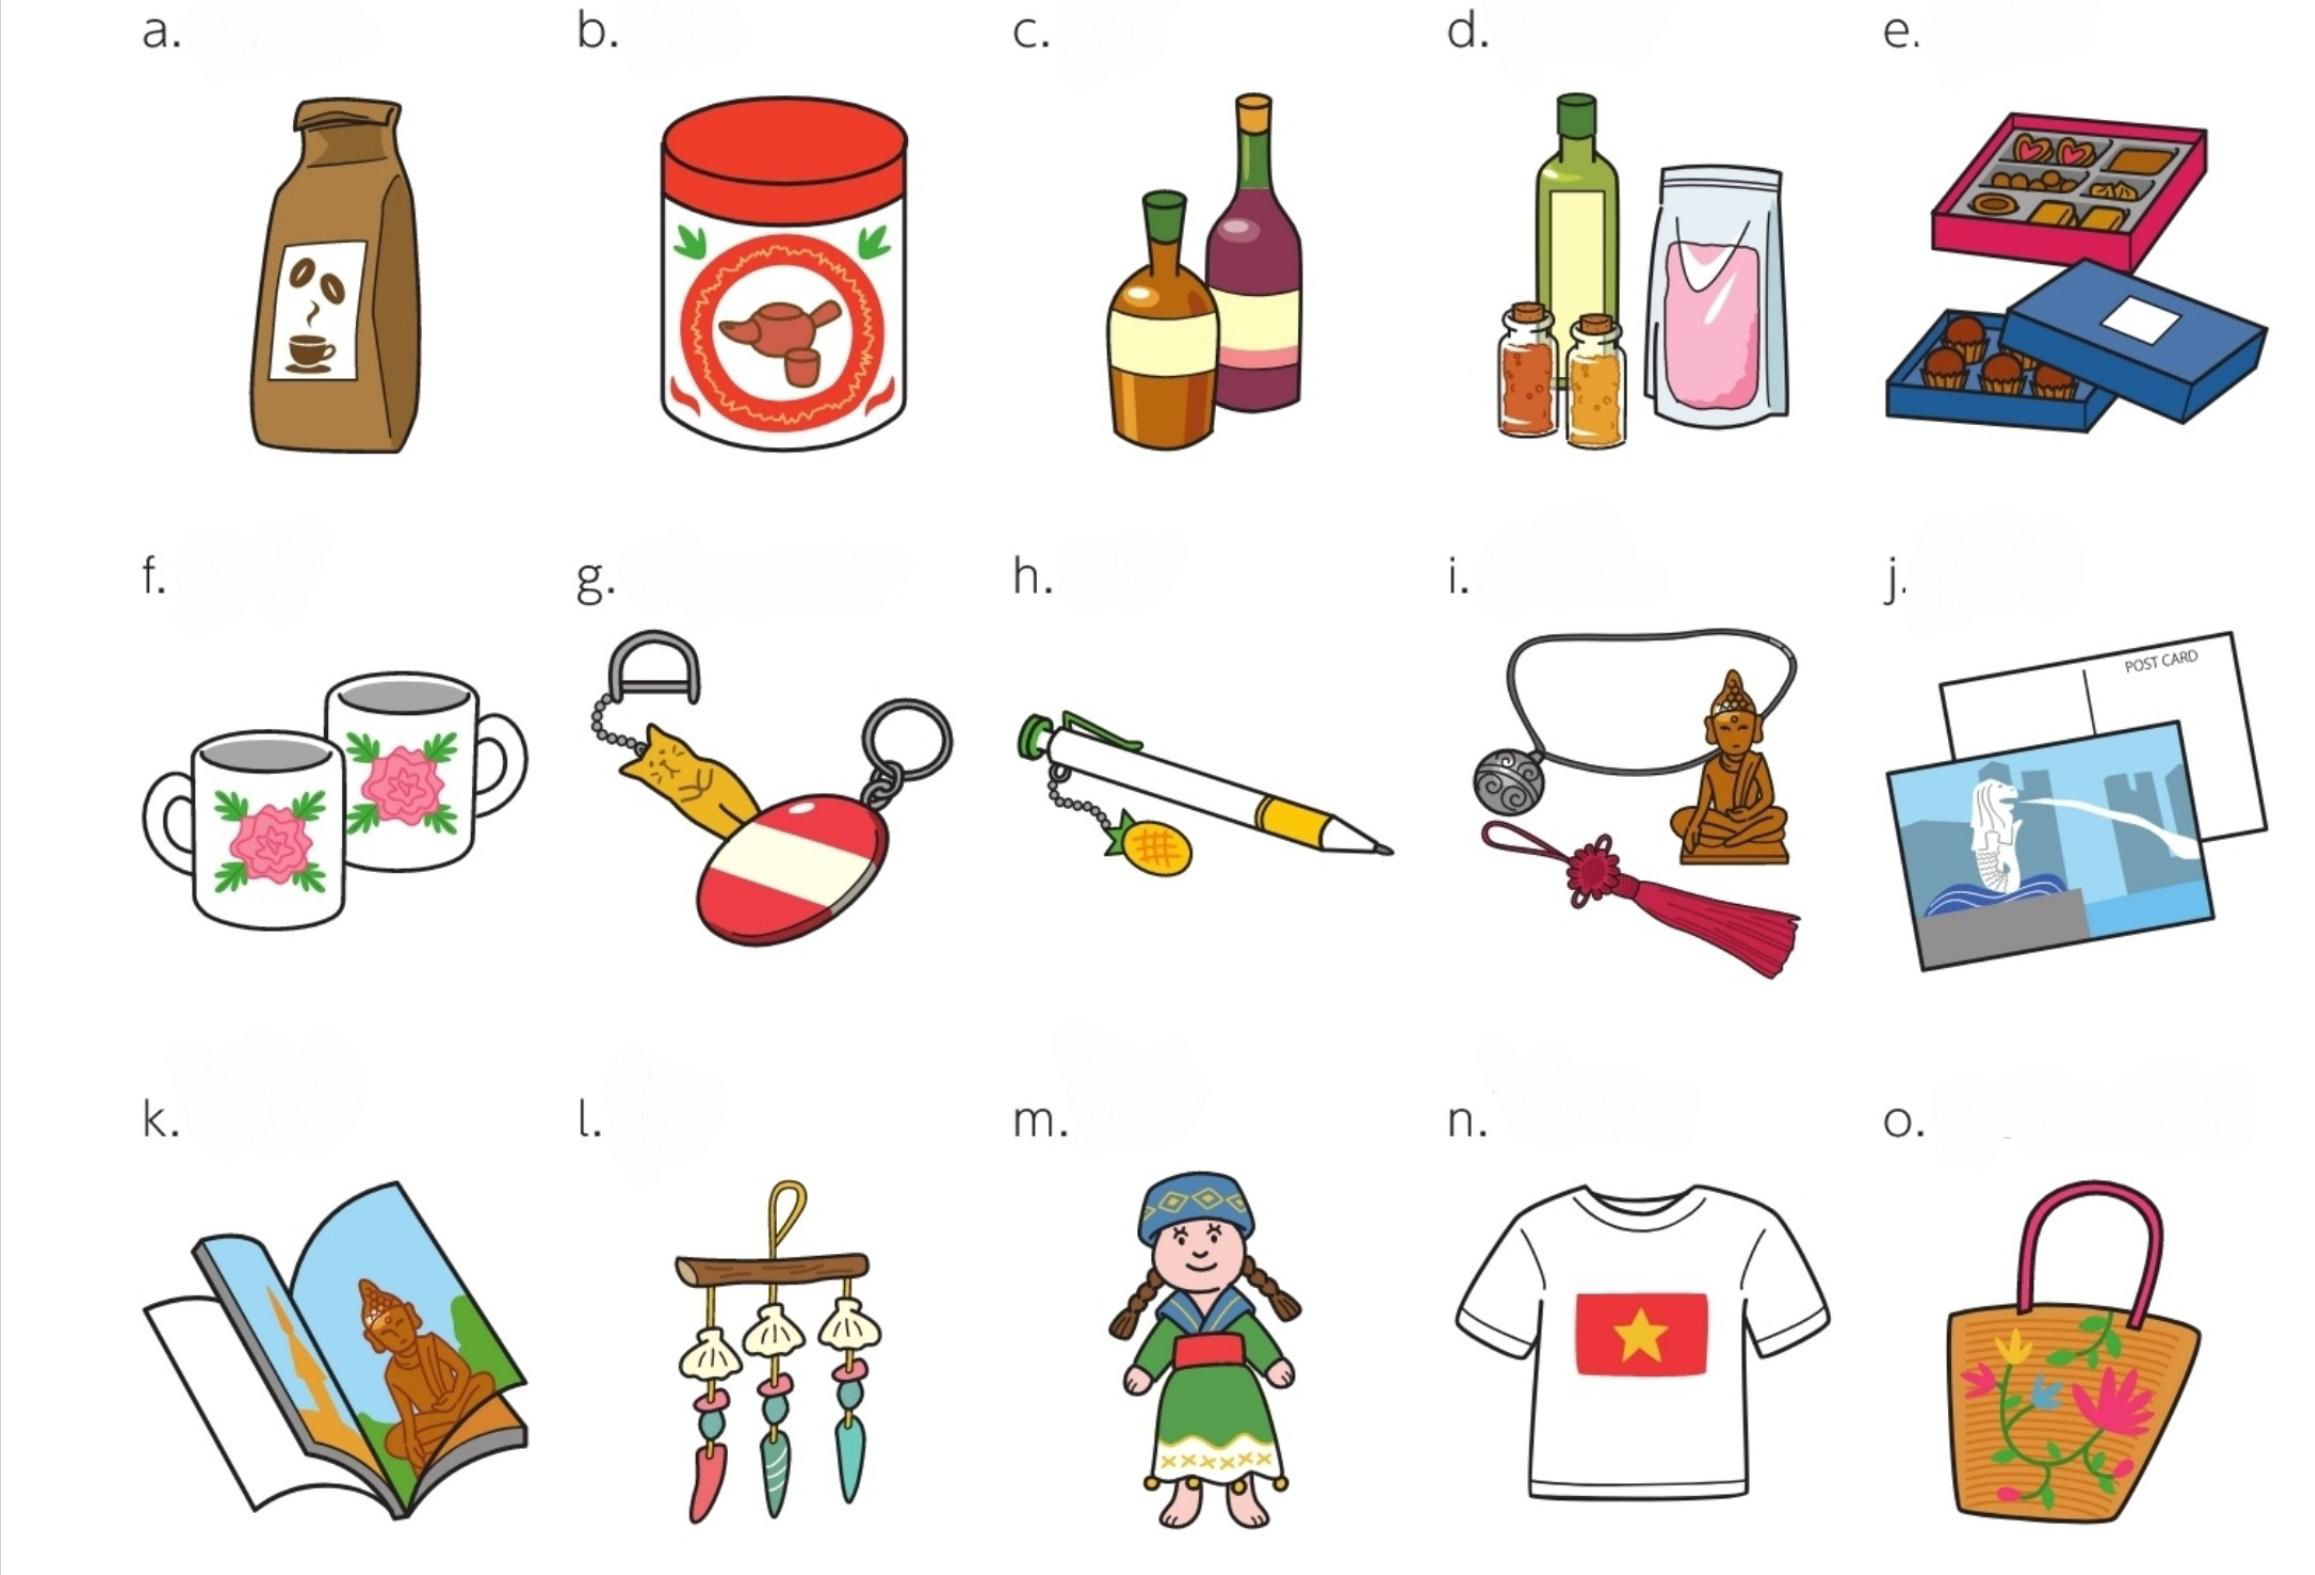 a. b. c. d. e.
f. g. h. i. j.
POST CARD
k. l. m. n. o.